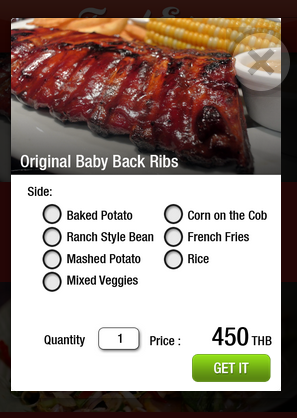 Original Baby Back Ribs
Side:
Baked Potato Corn on the Cob
Ranch Style Bean French Fries
Mashed Potato Rice
Mixed Veggies
Quantity 1 Price : 450 THB
GET IT